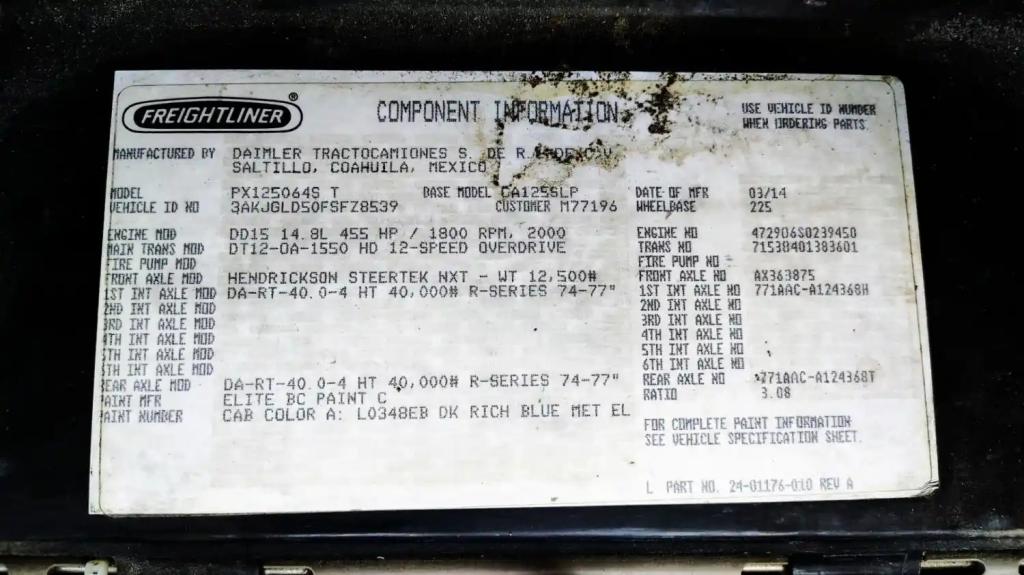 FREIGHTLINER®
COMPONENT INFORMATION
USE VEHICLE ID NUMBER
WHEN ORDERING PARTS.
MANUFACTURED BY DAIMLER TRACTOCAMIONES S. DE R.L. DE C.V.
SALTILLO, COAHUILA, MEXICO
MODEL PX125064S T BASE MODEL CA125SLP DATE OF MFR 03/14
VEHICLE ID NO 3AKJGLD50FSFZ8539 CUSTOMER M77196 WHEELBASE 225
ENGINE MOD DD15 14.8L 455 HP / 1800 RPM, 2000 ENGINE NO 472906S0239450
MAIN TRANS MOD DT12-OA-1550 HD 12-SPEED OVERDRIVE TRANS NO 71538401383601
FIRE PUMP MOD FIRE PUMP NO
FRONT AXLE MOD HENDRICKSON STEERTEK NXT - WT 12,500# FRONT AXLE NO AX363875
1ST INT AXLE MOD DA-RT-40.0-4 HT 40,000# R-SERIES 74-77" 1ST INT AXLE NO 771AAC-A124368H
2ND INT AXLE MOD 2ND INT AXLE NO
3RD INT AXLE MOD 3RD INT AXLE NO
4TH INT AXLE MOD 4TH INT AXLE NO
5TH INT AXLE MOD 5TH INT AXLE NO
6TH INT AXLE MOD 6TH INT AXLE NO
REAR AXLE MOD DA-RT-40.0-4 HT 40,000# R-SERIES 74-77" REAR AXLE NO 771AAC-A124368T
PAINT MFR ELITE BC PAINT C RATIO 3.08
PAINT NUMBER CAB COLOR A: L0348EB DK RICH BLUE MET EL
FOR COMPLETE PAINT INFORMATION
SEE VEHICLE SPECIFICATION SHEET.
L PART NO. 24-01176-010 REV A